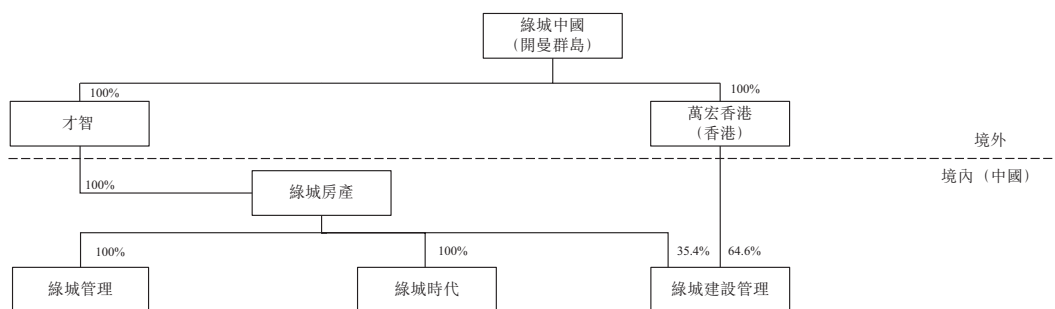 綠城中國
（開曼群島）
100%
100%
才智
萬宏香港
（香港）
境外
境內（中國）
100%
綠城房產
100%
100%
35.4%
64.6%
綠城管理
綠城時代
綠城建設管理